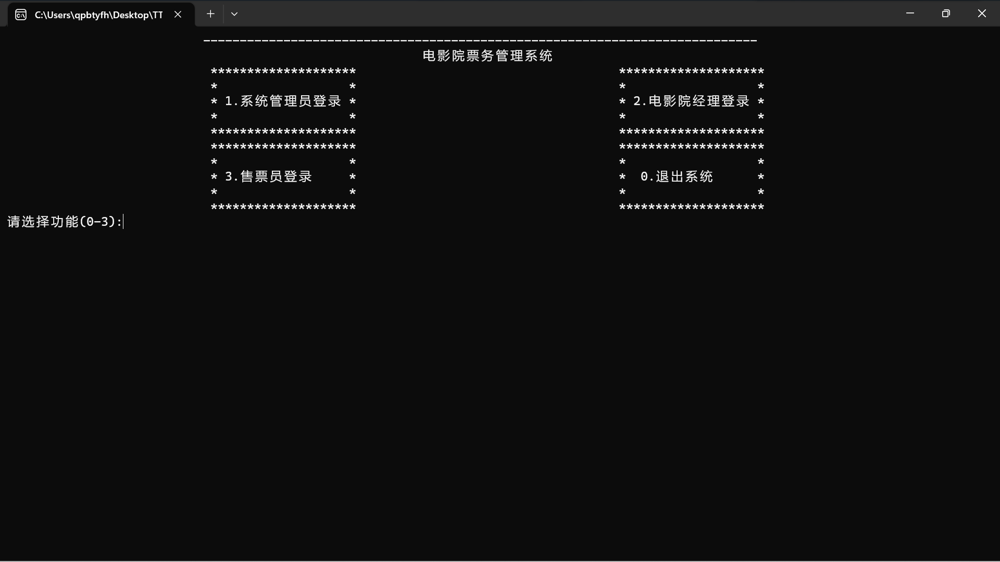 C:\Users\qpbtyfh\Desktop\TT
----------------------------------------------------------------------------
电影院票务管理系统
******************** ********************
* * * *
* 1.系统管理员登录 * * 2.电影院经理登录 *
* * * *
******************** ********************
******************** ********************
* * * *
* 3.售票员登录 * * 0.退出系统 *
* * * *
******************** ********************
请选择功能(0-3):